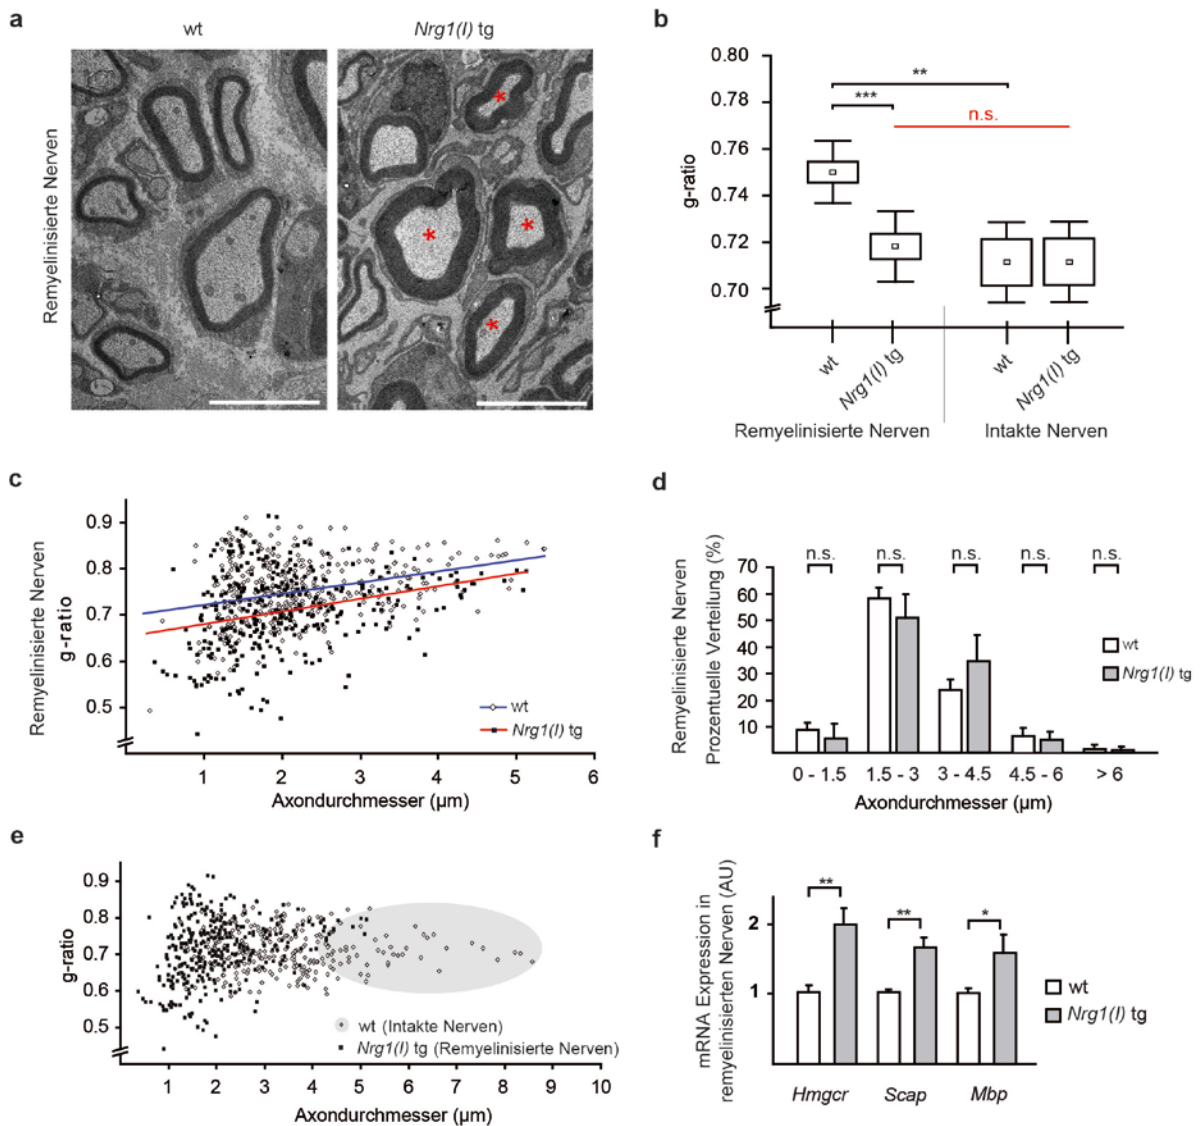 a
wt
Nrg1(I) tg
Remyelinisierte Nerven
* * * *
b
g-ratio
0.80
0.78
0.76
0.74
0.72
0.70
**
***
n.s.
wt
Nrg1(I) tg
wt
Nrg1(I) tg
Remyelinisierte Nerven
Intakte Nerven
c
Remyelinisierte Nerven
g-ratio
0.9
0.8
0.7
0.6
0.5
wt
Nrg1(I) tg
1 2 3 4 5 6
Axondurchmesser (µm)
d
Remyelinisierte Nerven
Prozentuelle Verteilung (%)
n.s. n.s. n.s. n.s. n.s.
70
60
50
40
30
20
10
wt
Nrg1(I) tg
0 - 1.5 1.5 - 3 3 - 4.5 4.5 - 6 > 6
Axondurchmesser (µm)
e
g-ratio
0.9
0.8
0.7
0.6
0.5
wt (Intakte Nerven)
Nrg1(I) tg (Remyelinisierte Nerven)
1 2 3 4 5 6 7 8 9 10
Axondurchmesser (µm)
f
mRNA Expression in
remyelinisierten Nerven (AU)
2
1
** ** *
wt
Nrg1(I) tg
Hmgcr Scap Mbp